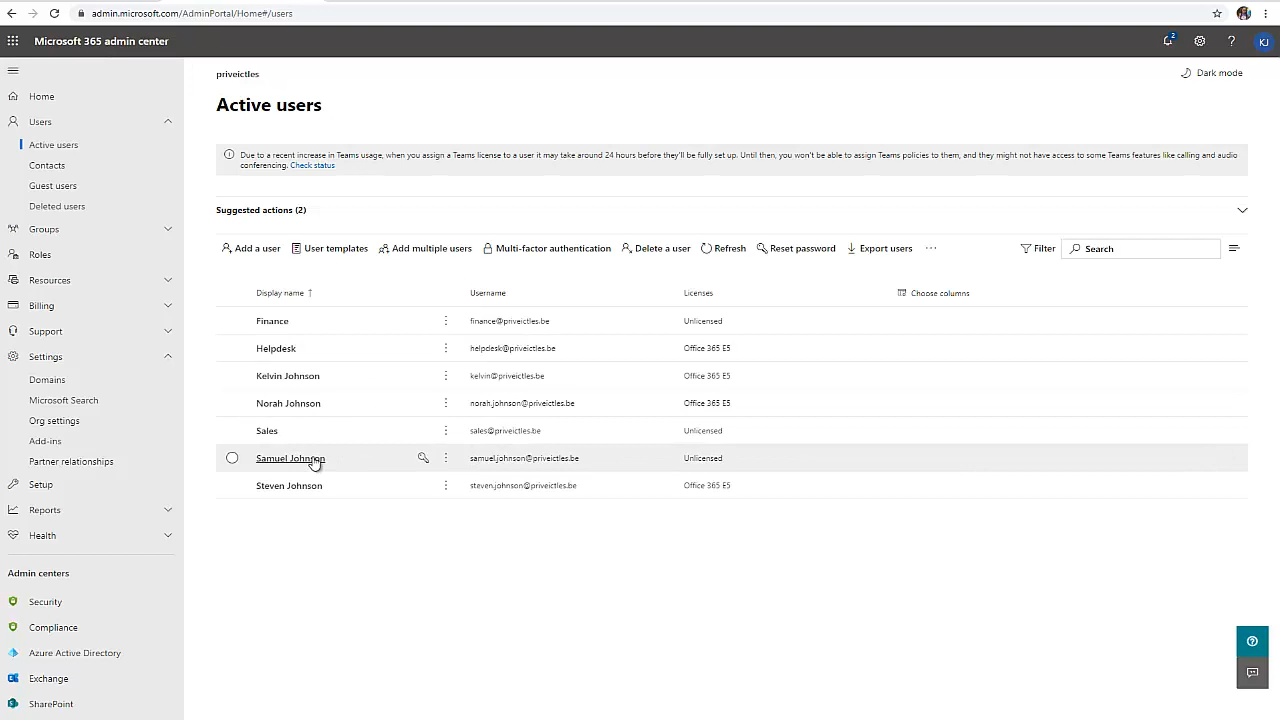 admin.microsoft.com/AdminPortal/Home#/users
Microsoft 365 admin center
2
?
KJ
Home
Users
Active users
Contacts
Guest users
Deleted users
Groups
Roles
Resources
Billing
Support
Settings
Domains
Microsoft Search
Org settings
Add-ins
Partner relationships
Setup
Reports
Health
Admin centers
Security
Compliance
Azure Active Directory
Exchange
SharePoint
priveictles
Dark mode
Active users
Due to a recent increase in Teams usage, when you assign a Teams license to a user it may take around 24 hours before they'll be fully set up. Until then, you won't be able to assign Teams policies to them, and they might not have access to some Teams features like calling and audio
conferencing. Check status
Suggested actions (2)
Add a user User templates Add multiple users Multi-factor authentication Delete a user Refresh Reset password Export users ··· Filter Search
Display name ↑ Username Licenses Choose columns
Finance finance@priveictles.be Unlicensed
Helpdesk helpdesk@priveictles.be Office 365 E5
Kelvin Johnson kelvin@priveictles.be Office 365 E5
Norah Johnson norah.johnson@priveictles.be Office 365 E5
Sales sales@priveictles.be Unlicensed
Samuel Johnson samuel.johnson@priveictles.be Unlicensed
Steven Johnson steven.johnson@priveictles.be Office 365 E5